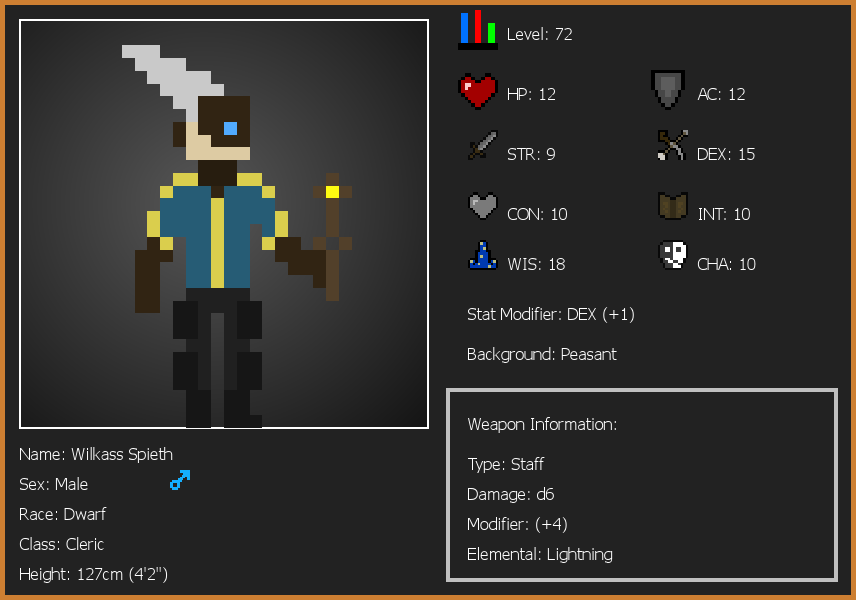 Level: 72
HP: 12
AC: 12
STR: 9
DEX: 15
CON: 10
INT: 10
WIS: 18
CHA: 10
Stat Modifier: DEX (+1)
Background: Peasant
Weapon Information:
Type: Staff
Damage: d6
Modifier: (+4)
Elemental: Lightning
Name: Wilkass Spieth
Sex: Male
Race: Dwarf
Class: Cleric
Height: 127cm (4'2")